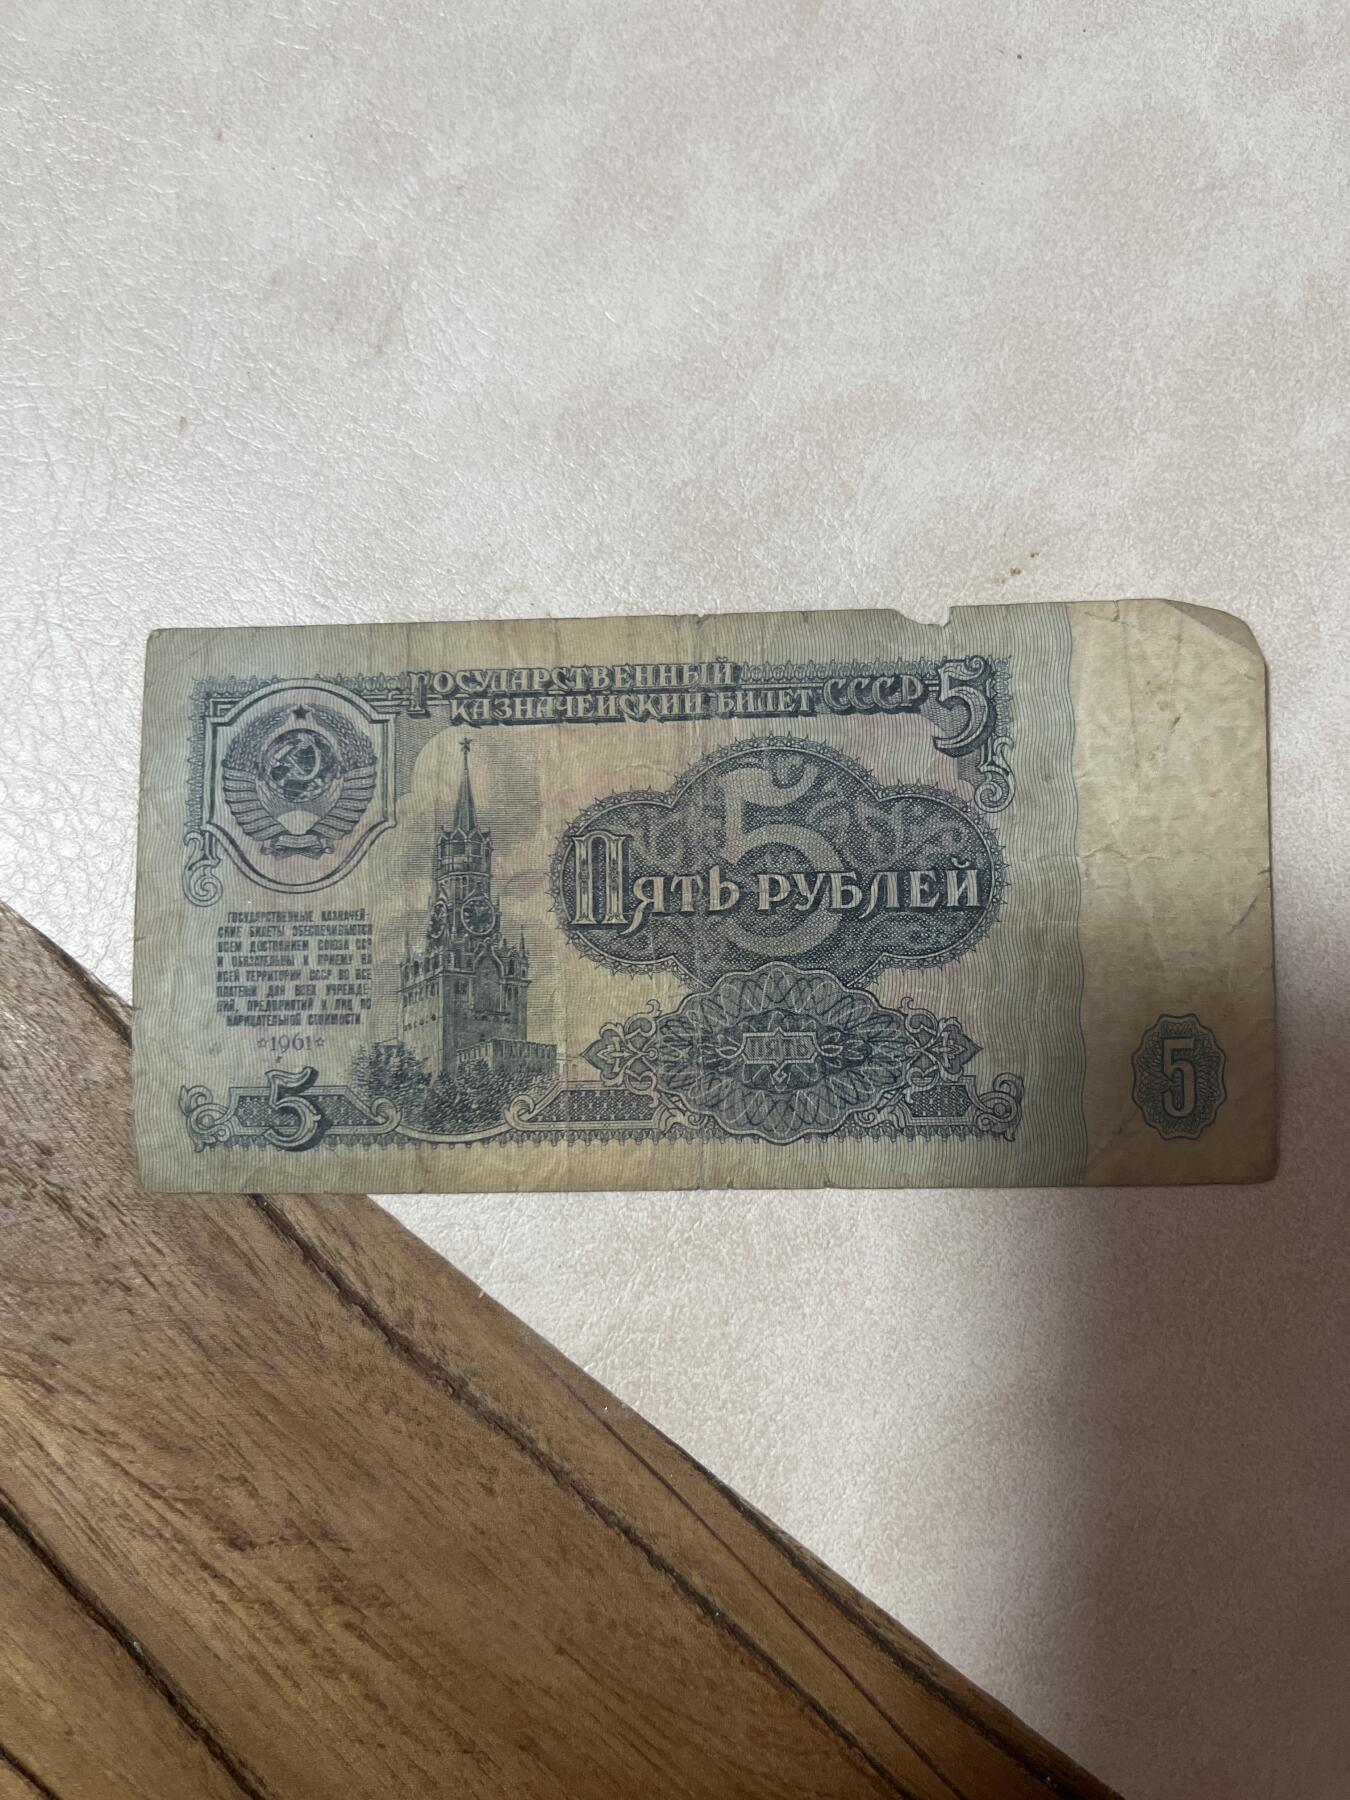 ГОСУДАРСТВЕННЫЙ
КАЗНАЧЕЙСКИЙ БИЛЕТ СССР 5
5
ПЯТЬ РУБЛЕЙ
ГОСУДАРСТВЕННЫЕ КАЗНАЧЕЙ-
СКИЕ БИЛЕТЫ ОБЕСПЕЧИВАЮТСЯ
ВСЕМ ДОСТОЯНИЕМ СОЮЗА ССР
И ОБЯЗАТЕЛЬНЫ К ПРИЕМУ НА
ВСЕЙ ТЕРРИТОРИИ СССР ВО ВСЕ
ПЛАТЕЖИ ДЛЯ ВСЕХ УЧРЕЖДЕ-
НИЙ, ПРЕДПРИЯТИЙ И ЛИЦ ПО
НАРИЦАТЕЛЬНОЙ СТОИМОСТИ.
☆1961☆
ПЯТЬ
5
5